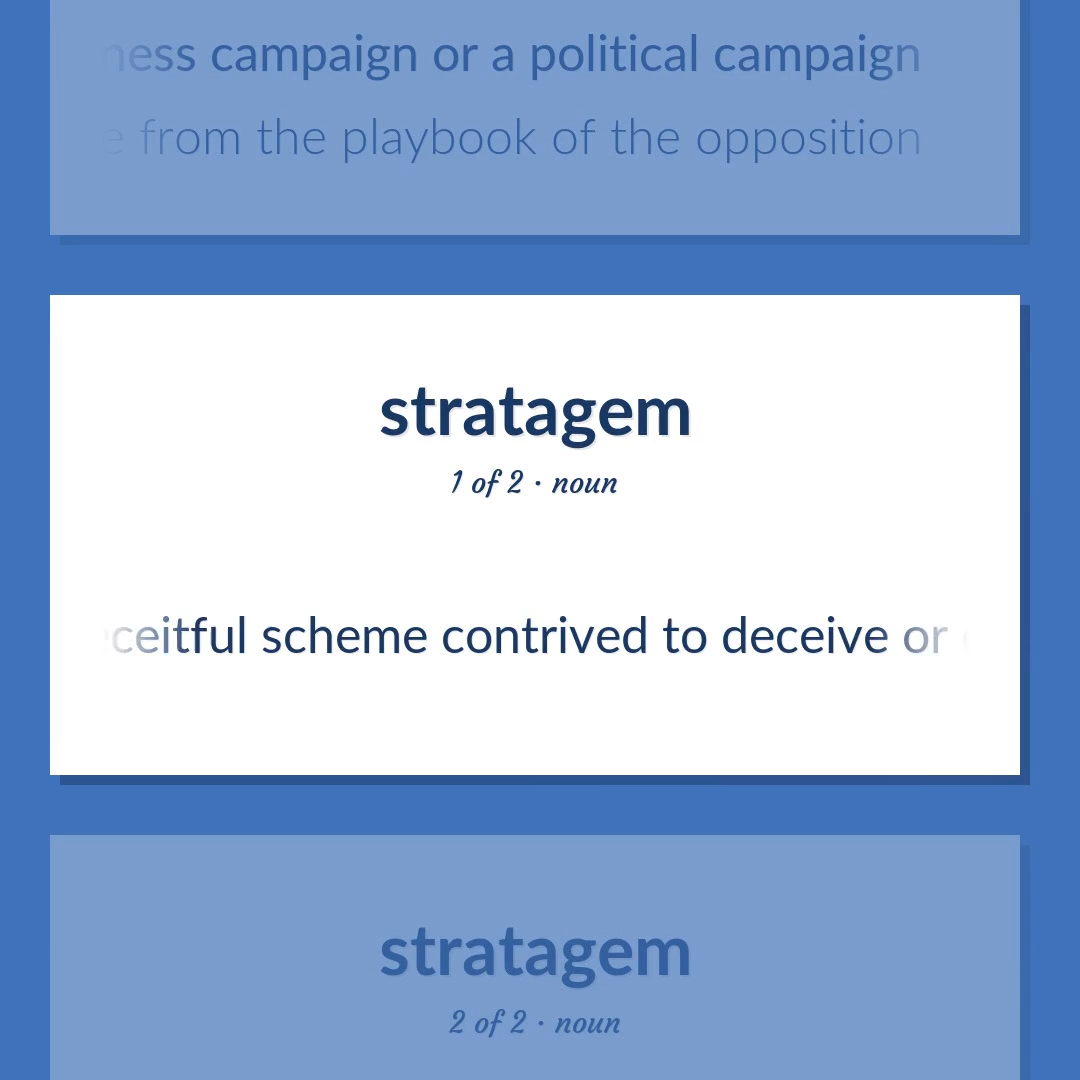 campaign or a political campaign
from the playbook of the opposition
stratagem
1 of 2 · noun
scheme contrived to deceive or
stratagem
2 of 2 · noun